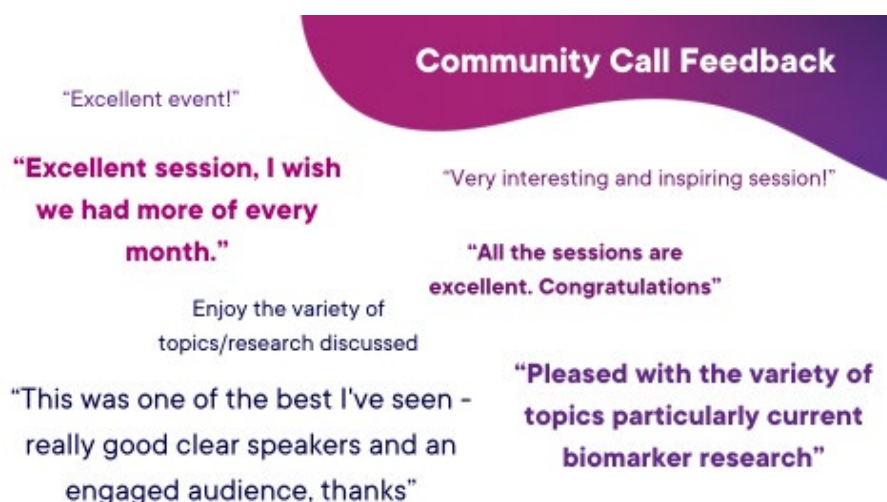 Community Call Feedback
“Excellent event!”
“Excellent session, I wish
we had more of every
month.”
“Very interesting and inspiring session!”
“All the sessions are
excellent. Congratulations”
Enjoy the variety of
topics/research discussed
“This was one of the best I've seen -
really good clear speakers and an
engaged audience, thanks”
“Pleased with the variety of
topics particularly current
biomarker research”